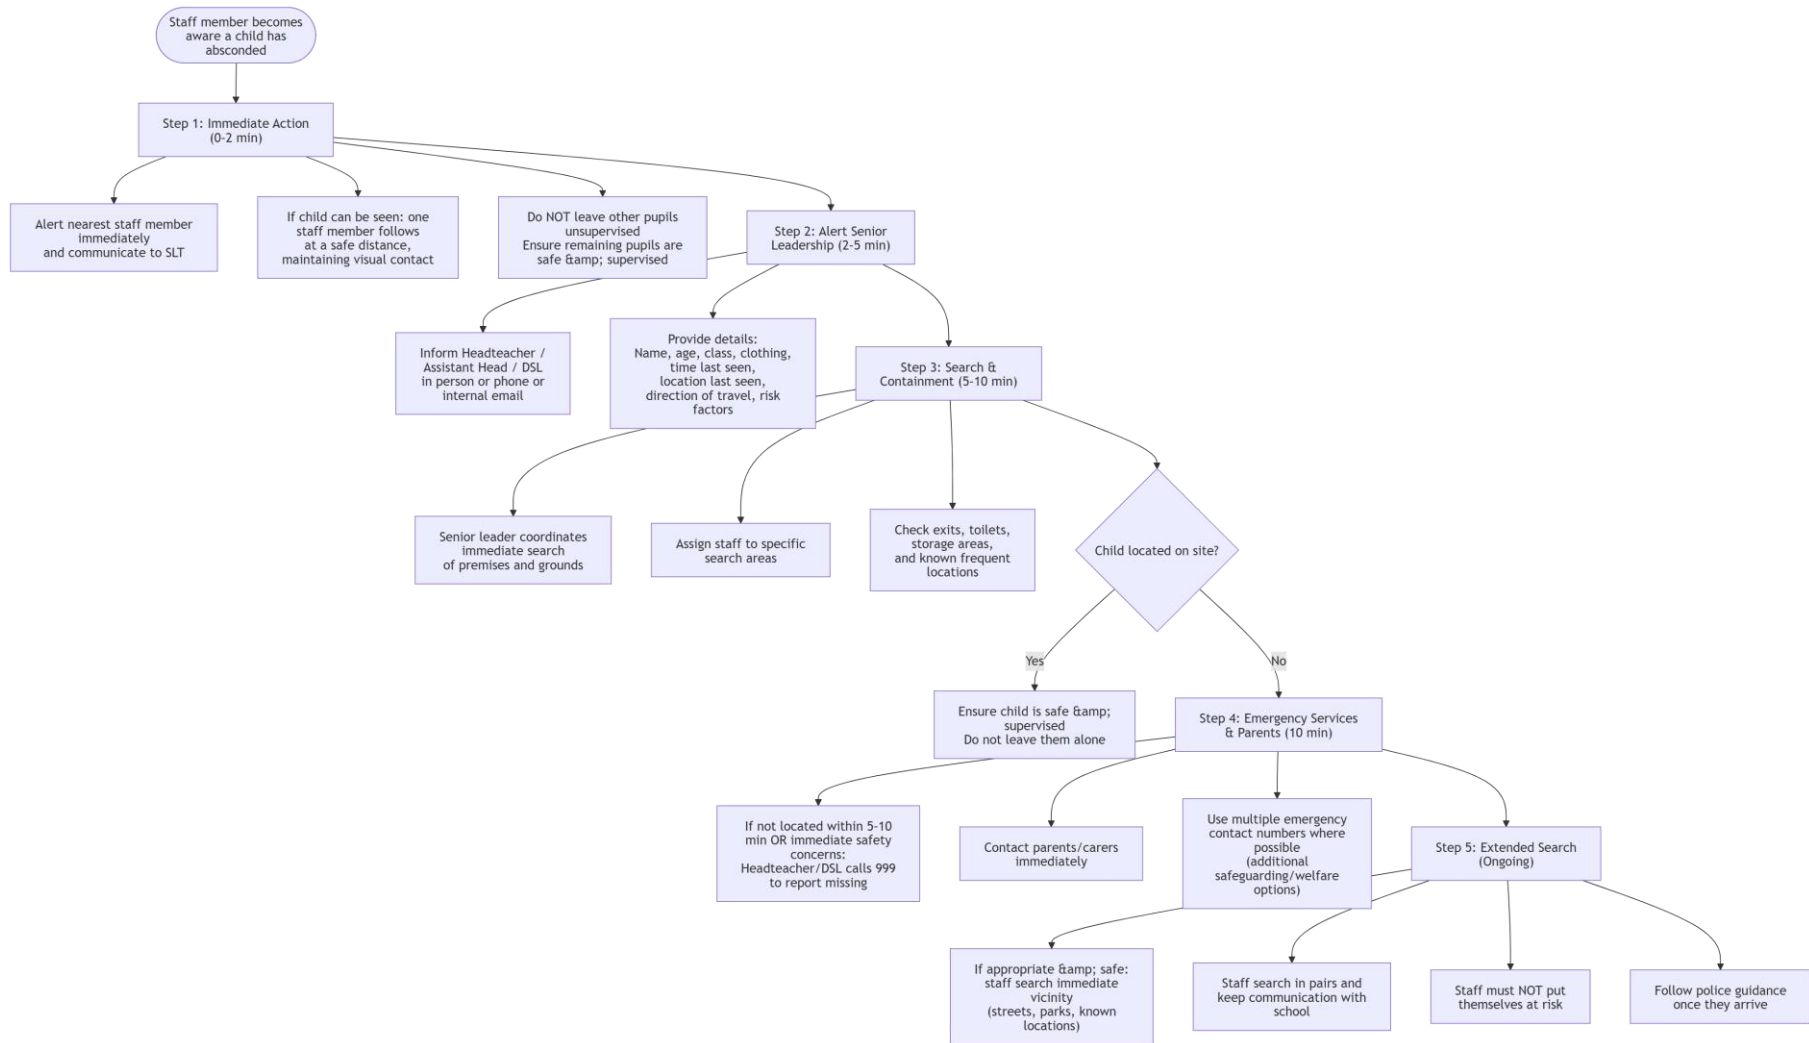 Staff member becomes
aware a child has
absconded
Step 1: Immediate Action
(0-2 min)
Alert nearest staff member
immediately
and communicate to SLT
If child can be seen: one
staff member follows
at a safe distance,
maintaining visual contact
Do NOT leave other pupils
unsupervised
Ensure remaining pupils are
safe &amp; supervised
Step 2: Alert Senior
Leadership (2-5 min)
Inform Headteacher /
Assistant Head / DSL
in person or phone or
internal email
Provide details:
Name, age, class, clothing,
time last seen,
location last seen,
direction of travel, risk
factors
Step 3: Search &
Containment (5-10 min)
Senior leader coordinates
immediate search
of premises and grounds
Assign staff to specific
search areas
Check exits, toilets,
storage areas,
and known frequent
locations
Child located on site?
Yes
No
Ensure child is safe &amp;
supervised
Do not leave them alone
Step 4: Emergency Services
& Parents (10 min)
If not located within 5-10
min OR immediate safety
concerns:
Headteacher/DSL calls 999
to report missing
Contact parents/carers
immediately
Use multiple emergency
contact numbers where
possible
(additional
safeguarding/welfare
options)
Step 5: Extended Search
(Ongoing)
If appropriate &amp; safe:
staff search immediate
vicinity
(streets, parks, known
locations)
Staff search in pairs and
keep communication with
school
Staff must NOT put
themselves at risk
Follow police guidance
once they arrive